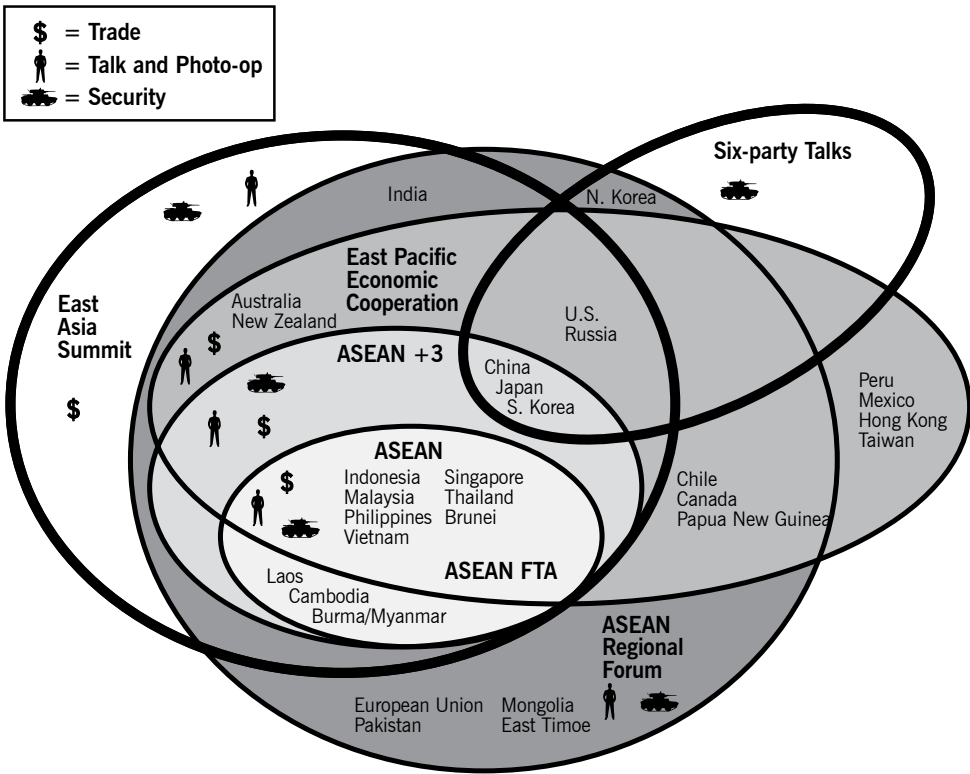 $ = Trade
= Talk and Photo-op
= Security
Six-party Talks
India
N. Korea
East Pacific
Economic
Cooperation
East
Asia
Summit
$
Australia
New Zealand
$
U.S.
Russia
ASEAN +3
China
Japan
S. Korea
$
Peru
Mexico
Hong Kong
Taiwan
ASEAN
$
Indonesia
Malaysia
Philippines
Vietnam
Singapore
Thailand
Brunei
Chile
Canada
Papua New Guinea
ASEAN FTA
Laos
Cambodia
Burma/Myanmar
ASEAN
Regional
Forum
European Union
Pakistan
Mongolia
East Timoe